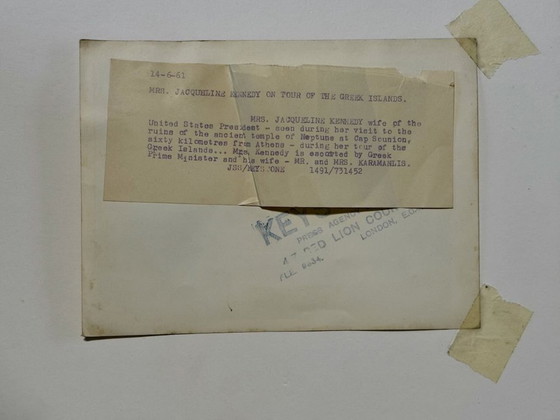 14-6-61
MRS. JACQUELINE KENNEDY ON TOUR OF THE GREEK ISLANDS.
MRS. JACQUELINE KENNEDY wife of the
United States President - seen during her visit to the
ruins of the ancient temple of Neptune at Cap Sounion,
sixty kilometres from Athens - during her tour of the
Greek Islands... Mrs. Kennedy is escorted by Greek
Prime Minister and his wife - MR. and MRS. KARAMANLIS.
JSS/KEYSTONE 1491/731452
KEY
PRESS AGENC
RED LION COU
LONDON, E.C.